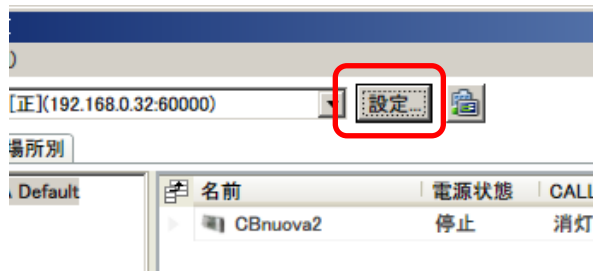 )
[正](192.168.0.32:60000)
設定...
場所別
Default
名前
電源状態
CALL
CBnuova2
停止
消灯